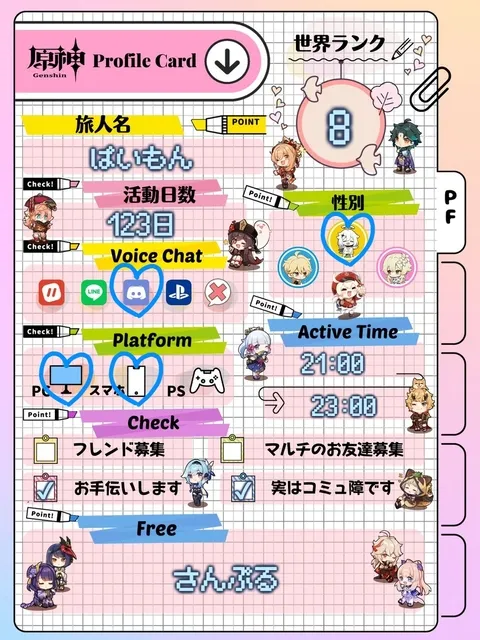 原神
Genshin
Profile Card
世界ランク
旅人名
POINT
8
ぱいもん
Check!
活動日数
Point!
性別
PF
123日
Check!
Voice Chat
LINE
Point!
Active Time
Check!
Platform
21:00
PC
スマホ
PS
23:00
Point!
Check
フレンド募集
マルチのお友達募集
お手伝いします
実はコミュ障です
Point!
Free
さんぷる